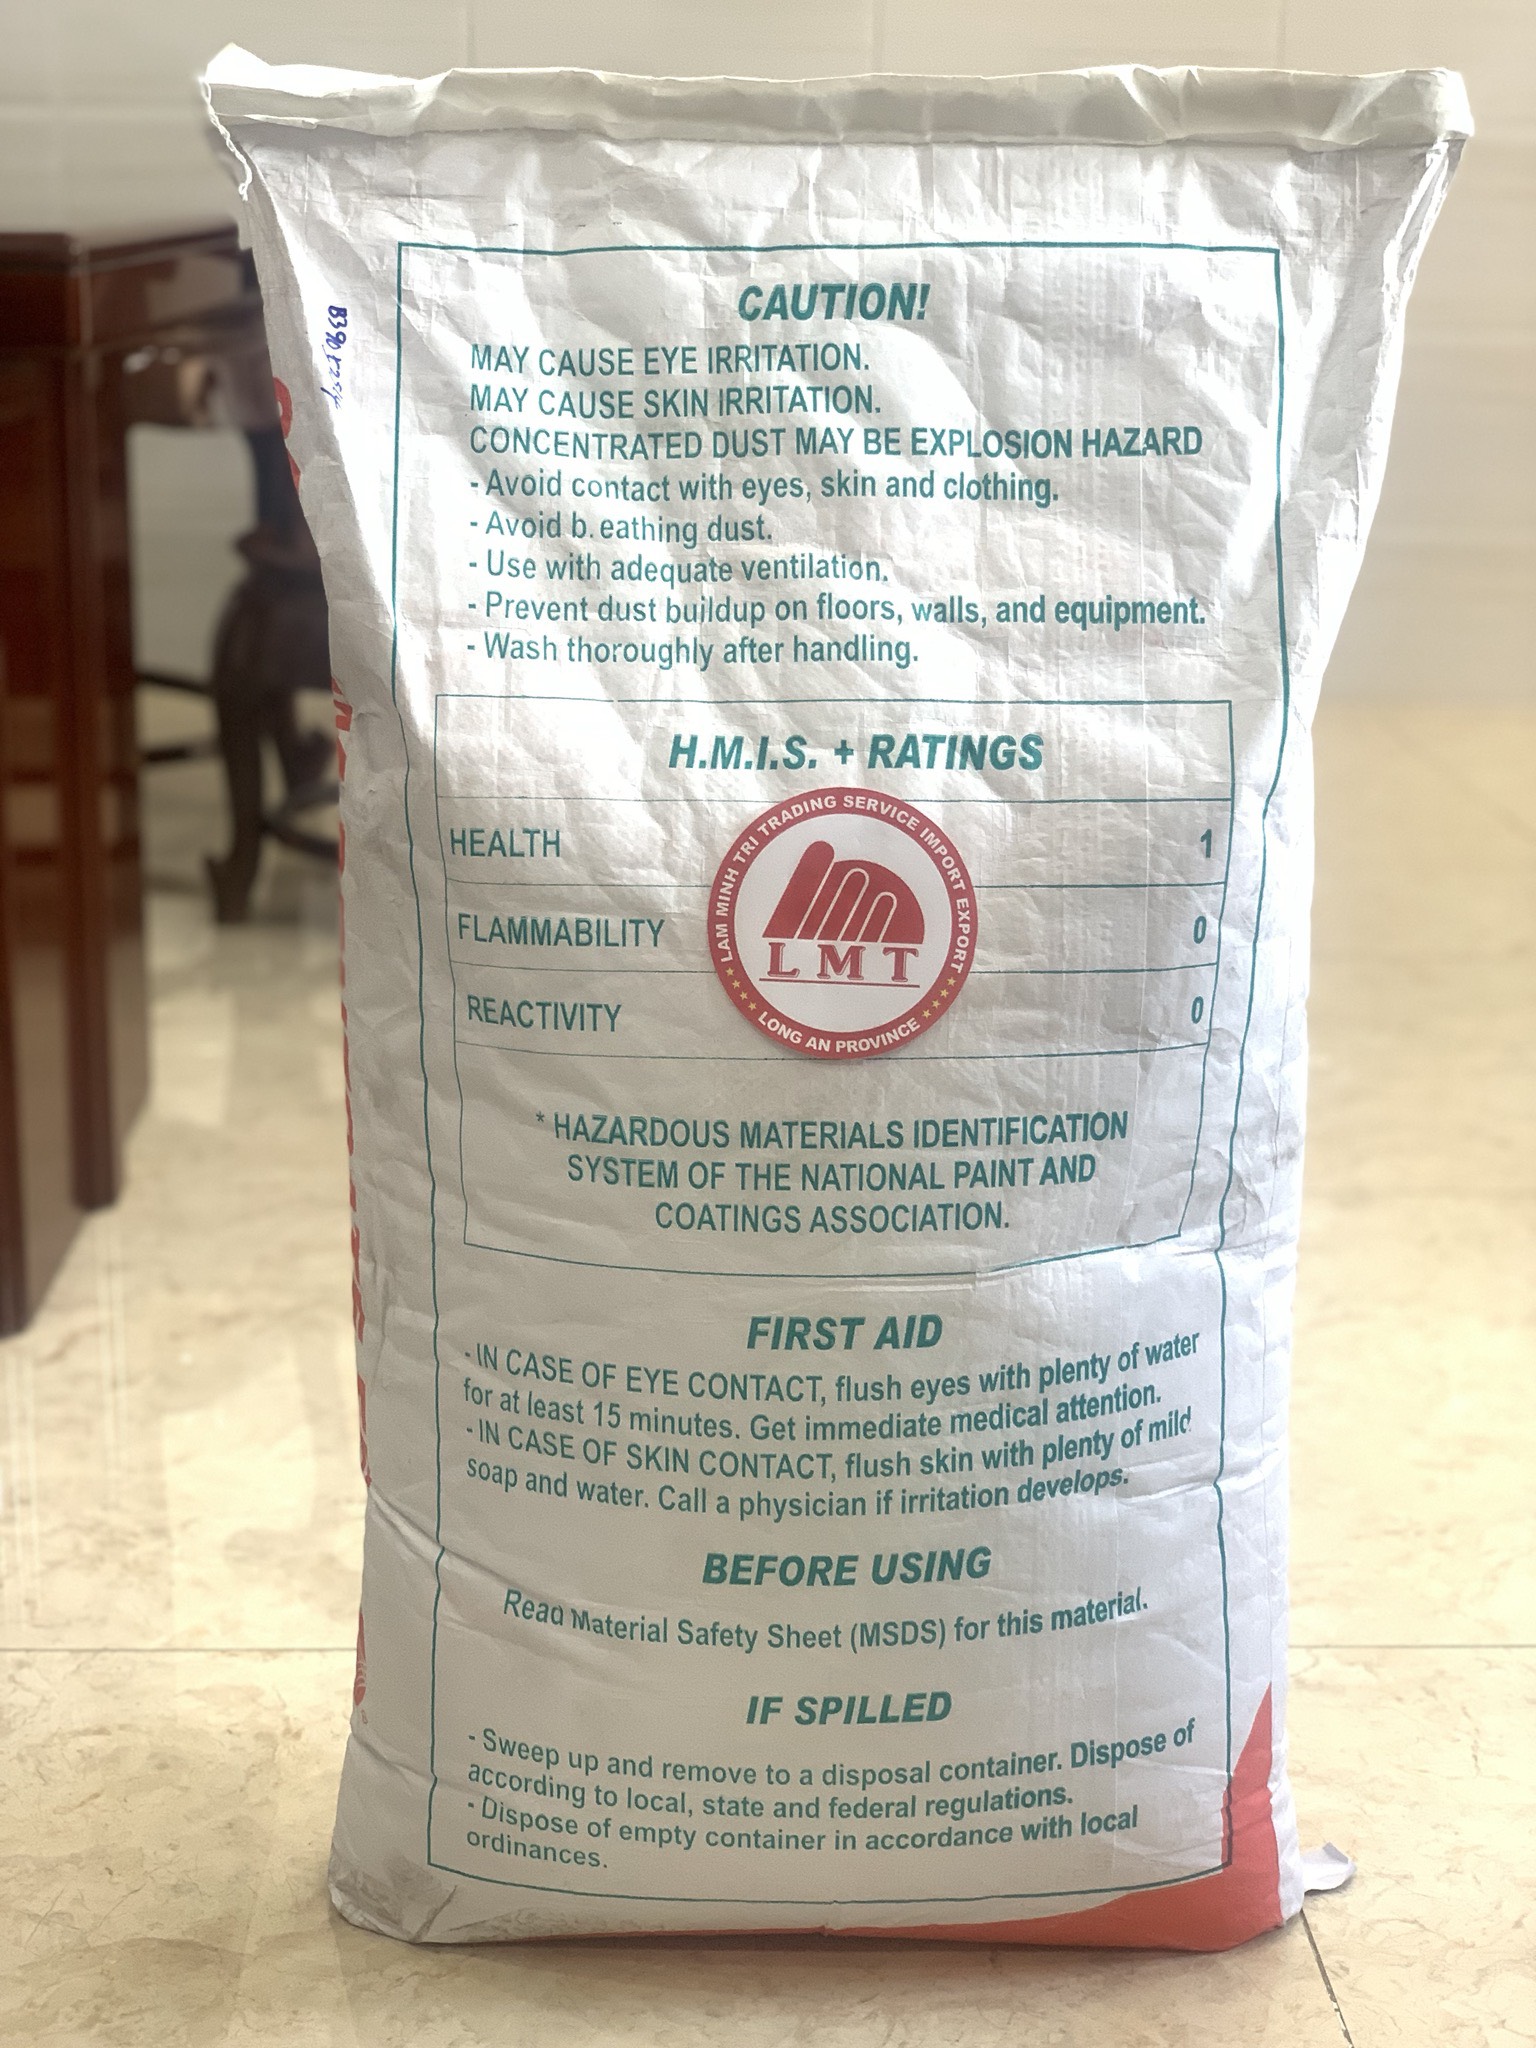 CAUTION!
MAY CAUSE EYE IRRITATION.
MAY CAUSE SKIN IRRITATION.
CONCENTRATED DUST MAY BE EXPLOSION HAZARD
- Avoid contact with eyes, skin and clothing.
- Avoid b.eathing dust.
- Use with adequate ventilation.
- Prevent dust buildup on floors, walls, and equipment.
- Wash thoroughly after handling.
H.M.I.S. + RATINGS
HEALTH 1
FLAMMABILITY 0
REACTIVITY 0
LAM MINH TRI TRADING SERVICE IMPORT EXPORT
LMT
LONG AN PROVINCE
* HAZARDOUS MATERIALS IDENTIFICATION
SYSTEM OF THE NATIONAL PAINT AND
COATINGS ASSOCIATION.
FIRST AID
- IN CASE OF EYE CONTACT, flush eyes with plenty of water
for at least 15 minutes. Get immediate medical attention.
- IN CASE OF SKIN CONTACT, flush skin with plenty of mild
soap and water. Call a physician if irritation develops.
BEFORE USING
Read Material Safety Sheet (MSDS) for this material.
IF SPILLED
- Sweep up and remove to a disposal container. Dispose of
according to local, state and federal regulations.
- Dispose of empty container in accordance with local
ordinances.